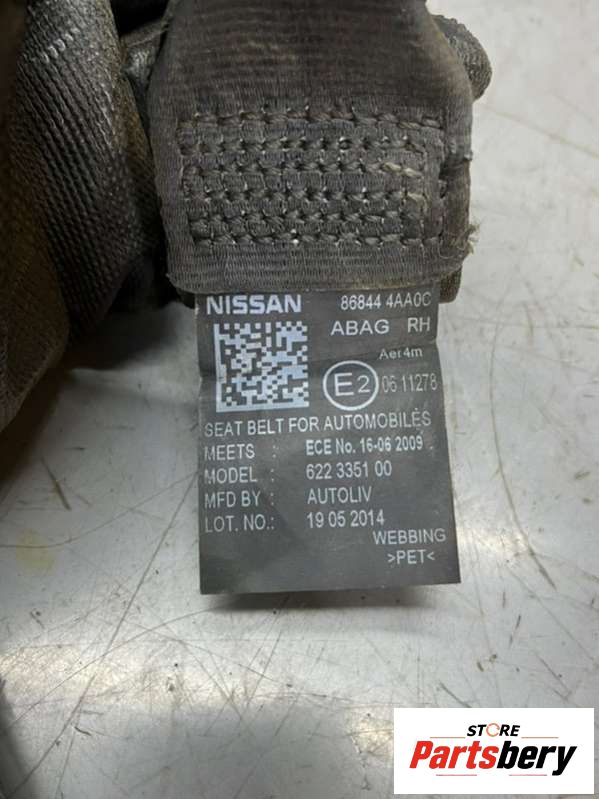 NISSAN 86844 4AA0C
ABAG RH
Aer4m
E2 06 11278
SEAT BELT FOR AUTOMOBILES
MEETS : ECE No. 16-06 2009
MODEL : 622 3351 00
MFD BY : AUTOLIV
LOT. NO.: 19 05 2014
WEBBING
>PET<
STORE
Partsbery